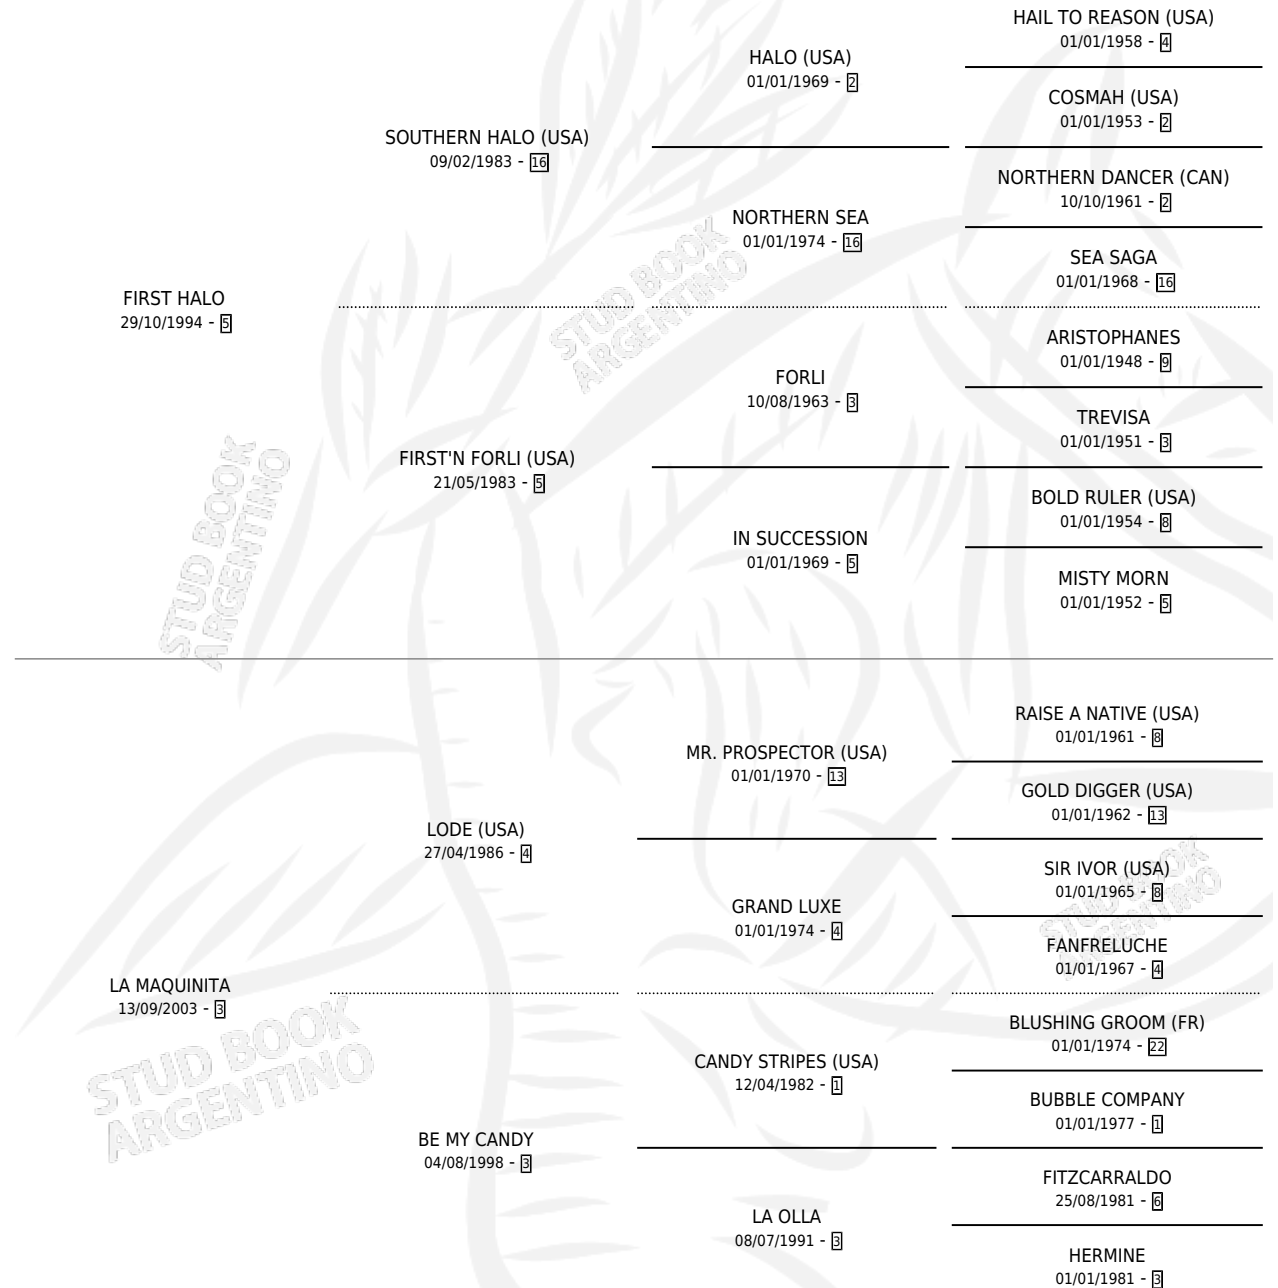 HAIL TO REASON (USA)
01/01/1958 - 4
HALO (USA)
01/01/1969 - 2
COSMAH (USA)
01/01/1953 - 2
SOUTHERN HALO (USA)
09/02/1983 - 16
NORTHERN DANCER (CAN)
10/10/1961 - 2
NORTHERN SEA
01/01/1974 - 16
SEA SAGA
01/01/1968 - 16
FIRST HALO
29/10/1994 - 5
STUD BOOK
ARGENTINO
ARISTOPHANES
01/01/1948 - 9
FORLI
10/08/1963 - 3
TREVISA
01/01/1951 - 3
FIRST'N FORLI (USA)
21/05/1983 - 5
BOLD RULER (USA)
01/01/1954 - 8
IN SUCCESSION
01/01/1969 - 5
MISTY MORN
01/01/1952 - 5
STUD BOOK
ARGENTINO
RAISE A NATIVE (USA)
01/01/1961 - 8
MR. PROSPECTOR (USA)
01/01/1970 - 13
GOLD DIGGER (USA)
01/01/1962 - 13
LODE (USA)
27/04/1986 - 4
SIR IVOR (USA)
01/01/1965 - 8
STUD BOOK
ARGENTINO
GRAND LUXE
01/01/1974 - 4
FANFRELUCHE
01/01/1967 - 4
LA MAQUINITA
13/09/2003 - 3
STUD BOOK
ARGENTINO
BLUSHING GROOM (FR)
01/01/1974 - 22
CANDY STRIPES (USA)
12/04/1982 - 1
BUBBLE COMPANY
01/01/1977 - 1
BE MY CANDY
04/08/1998 - 3
FITZCARRALDO
25/08/1981 - 6
LA OLLA
08/07/1991 - 3
HERMINE
01/01/1981 - 3